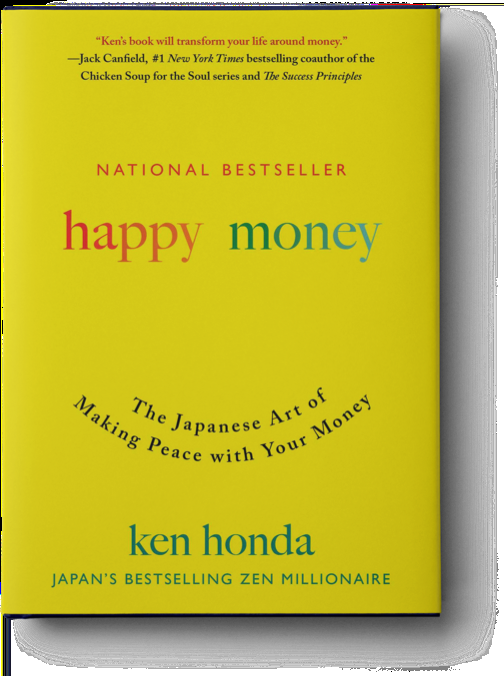 “Ken’s book will transform your life around money.”
—Jack Canfield, #1 New York Times bestselling coauthor of the
Chicken Soup for the Soul series and The Success Principles
NATIONAL BESTSELLER
happy money
The Japanese Art of
Making Peace with Your Money
ken honda
JAPAN’S BESTSELLING ZEN MILLIONAIRE